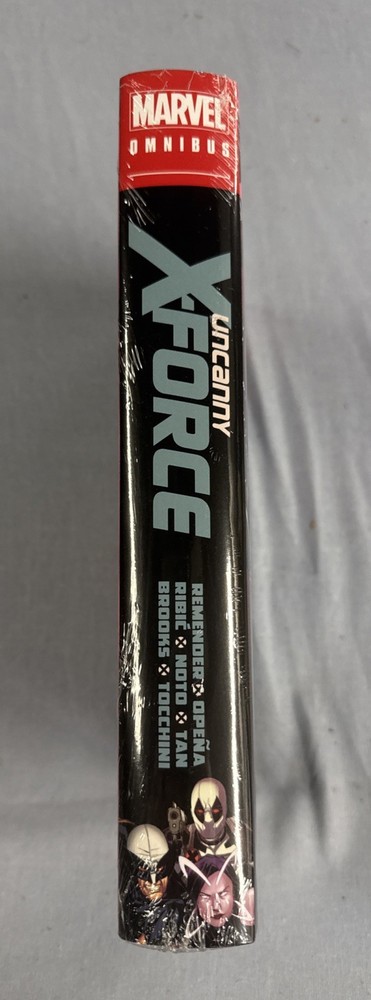 MARVEL
OMNIBUS
UNCANNY
X-FORCE
REMENDER ⊗ OPEÑA
RIBIĆ ⊗ NOTO ⊗ TAN
BROOKS ⊗ TOCCHINI